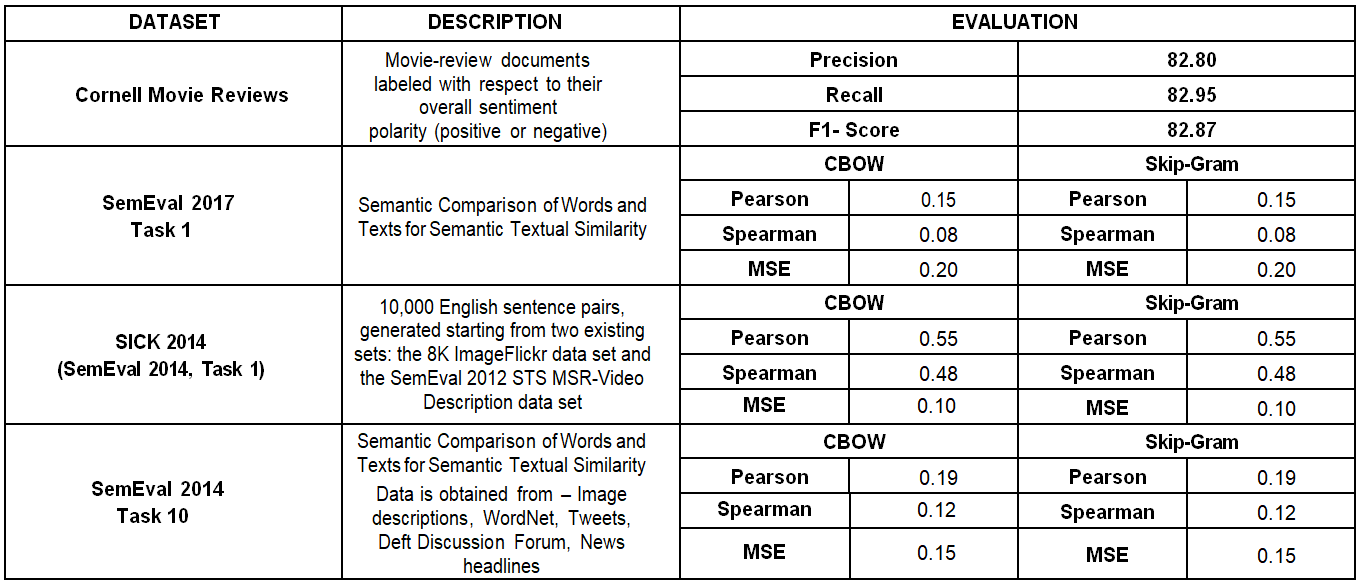 DATASET
DESCRIPTION
EVALUATION
Cornell Movie Reviews
Movie-review documents
labeled with respect to their
overall sentiment
polarity (positive or negative)
Precision
82.80
Recall
82.95
F1- Score
82.87
SemEval 2017
Task 1
Semantic Comparison of Words and
Texts for Semantic Textual Similarity
CBOW
Skip-Gram
Pearson
0.15
Pearson
0.15
Spearman
0.08
Spearman
0.08
MSE
0.20
MSE
0.20
SICK 2014
(SemEval 2014, Task 1)
10,000 English sentence pairs,
generated starting from two existing
sets: the 8K ImageFlickr data set and
the SemEval 2012 STS MSR-Video
Description data set
CBOW
Skip-Gram
Pearson
0.55
Pearson
0.55
Spearman
0.48
Spearman
0.48
MSE
0.10
MSE
0.10
SemEval 2014
Task 10
Semantic Comparison of Words and
Texts for Semantic Textual Similarity
Data is obtained from – Image
descriptions, WordNet, Tweets,
Deft Discussion Forum, News
headlines
CBOW
Skip-Gram
Pearson
0.19
Pearson
0.19
Spearman
0.12
Spearman
0.12
MSE
0.15
MSE
0.15